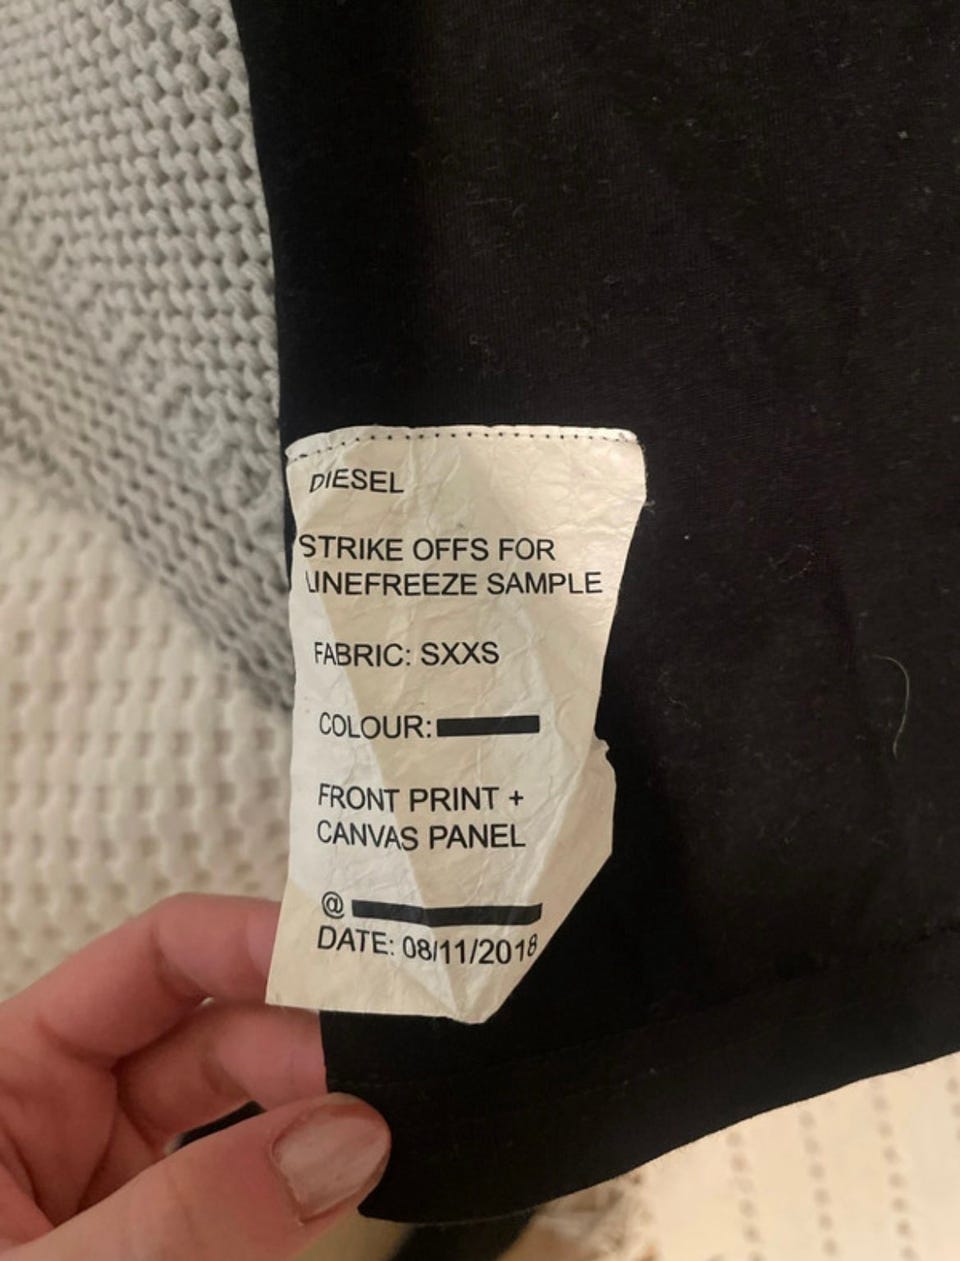 DIESEL
STRIKE OFFS FOR
LINEFREEZE SAMPLE
FABRIC: SXXS
COLOUR:
FRONT PRINT +
CANVAS PANEL
@
DATE: 08/11/2018